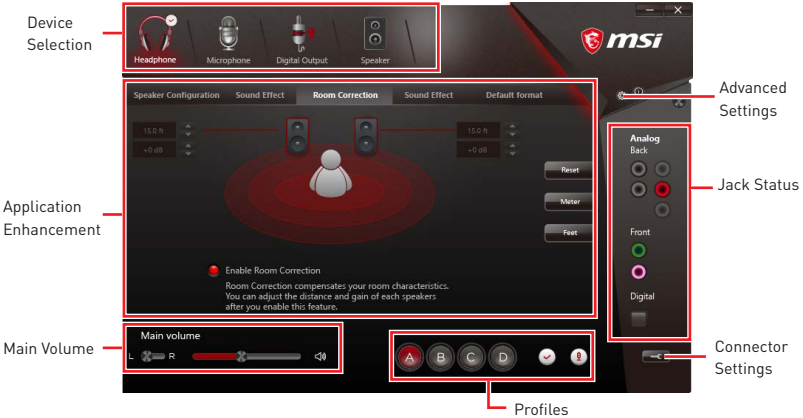 Device
Selection
Headphone
Microphone
Digital Output
Speaker
msi
Speaker Configuration
Sound Effect
Room Correction
Sound Effect
Default format
Advanced
Settings
15.0 ft
+0 dB
15.0 ft
+0 dB
Reset
Meter
Feet
Application
Enhancement
Analog
Back
Front
Digital
Jack Status
Enable Room Correction
Room Correction compensates your room characteristics.
You can adjust the distance and gain of each speakers
after you enable this feature.
Main Volume
Main volume
L
R
A
B
C
D
Connector
Settings
Profiles